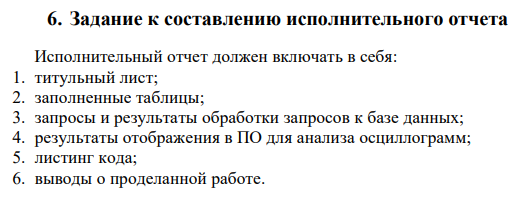 6. Задание к составлению исполнительного отчета
Исполнительный отчет должен включать в себя:
1. титульный лист;
2. заполненные таблицы;
3. запросы и результаты обработки запросов к базе данных;
4. результаты отображения в ПО для анализа осциллограмм;
5. листинг кода;
6. выводы о проделанной работе.